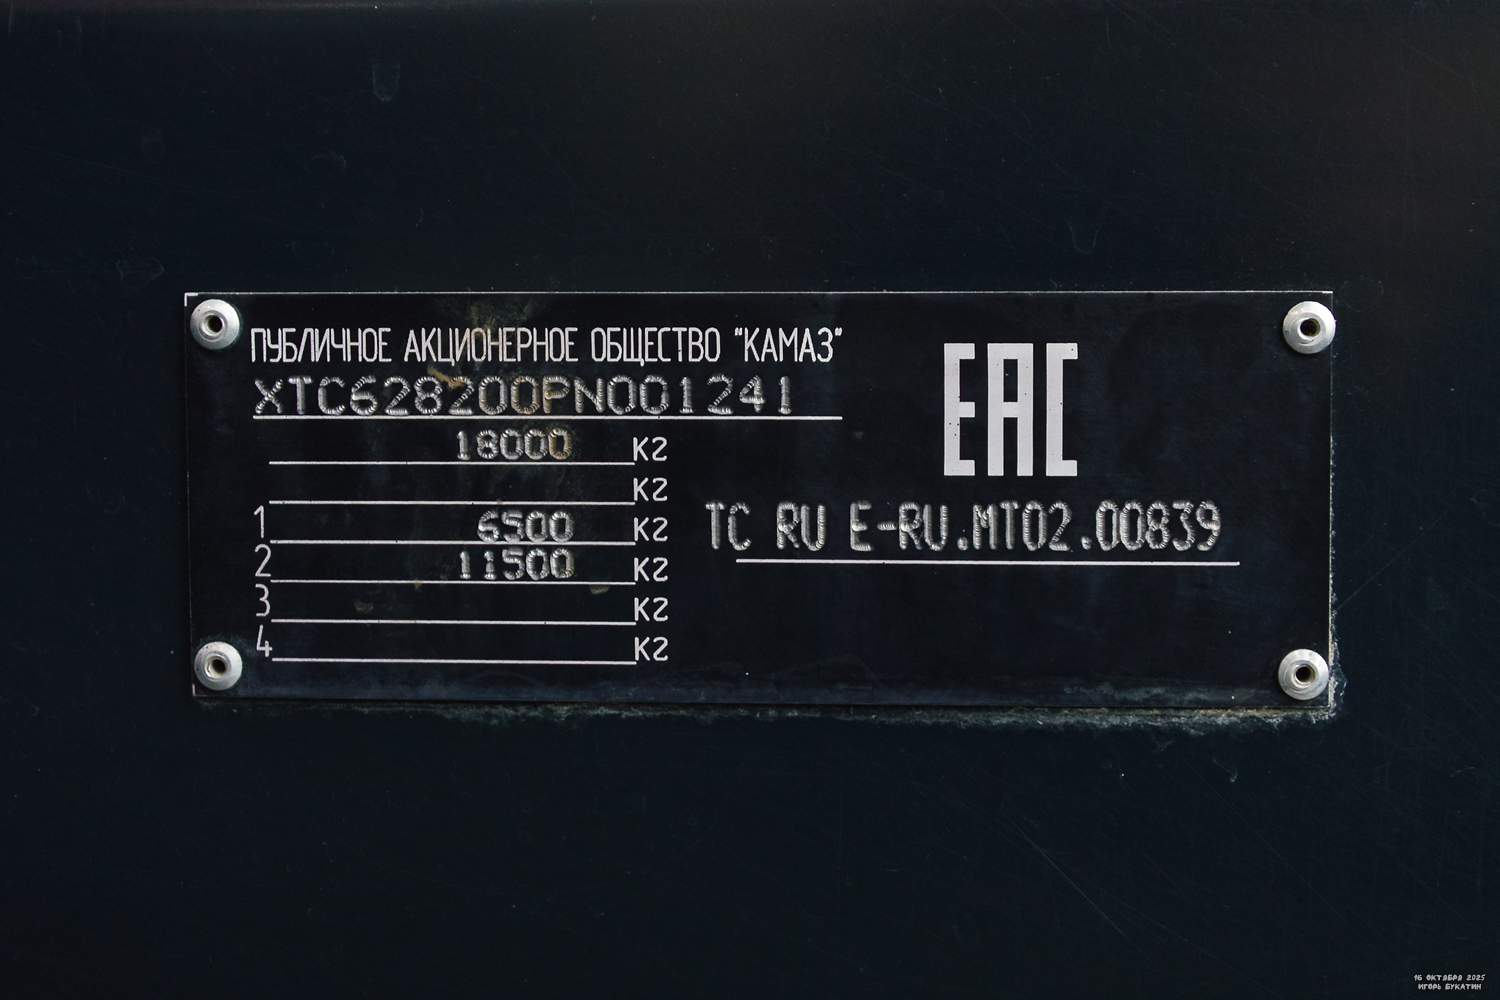 ПУБЛИЧНОЕ АКЦИОНЕРНОЕ ОБЩЕСТВО "КАМАЗ"
XTC628200PN001241
18000 кг
кг
1 6500 кг
2 11500 кг
3 кг
4 кг
EAC
TC RU E-RU.MT02.00839
16 ОКТЯБРЯ 2025
ИГОРЬ БУКАТИН